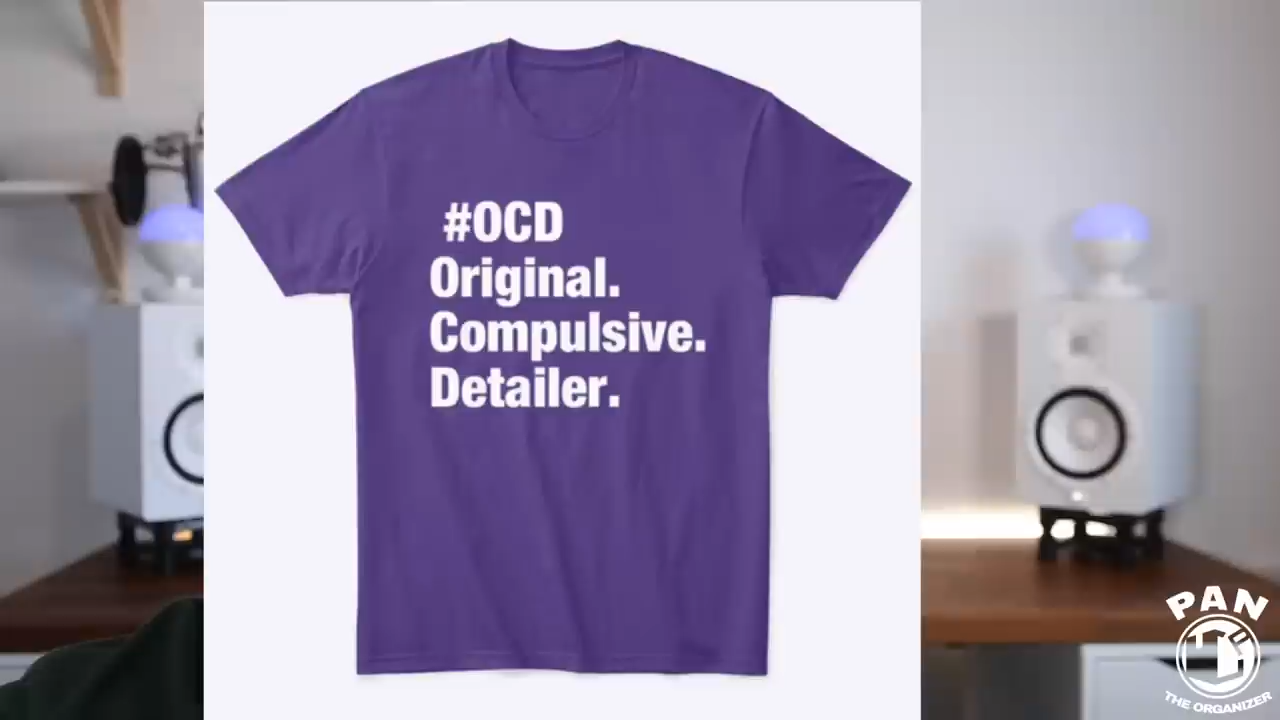 #OCD
Original.
Compulsive.
Detailer.
PAN
THE ORGANIZER